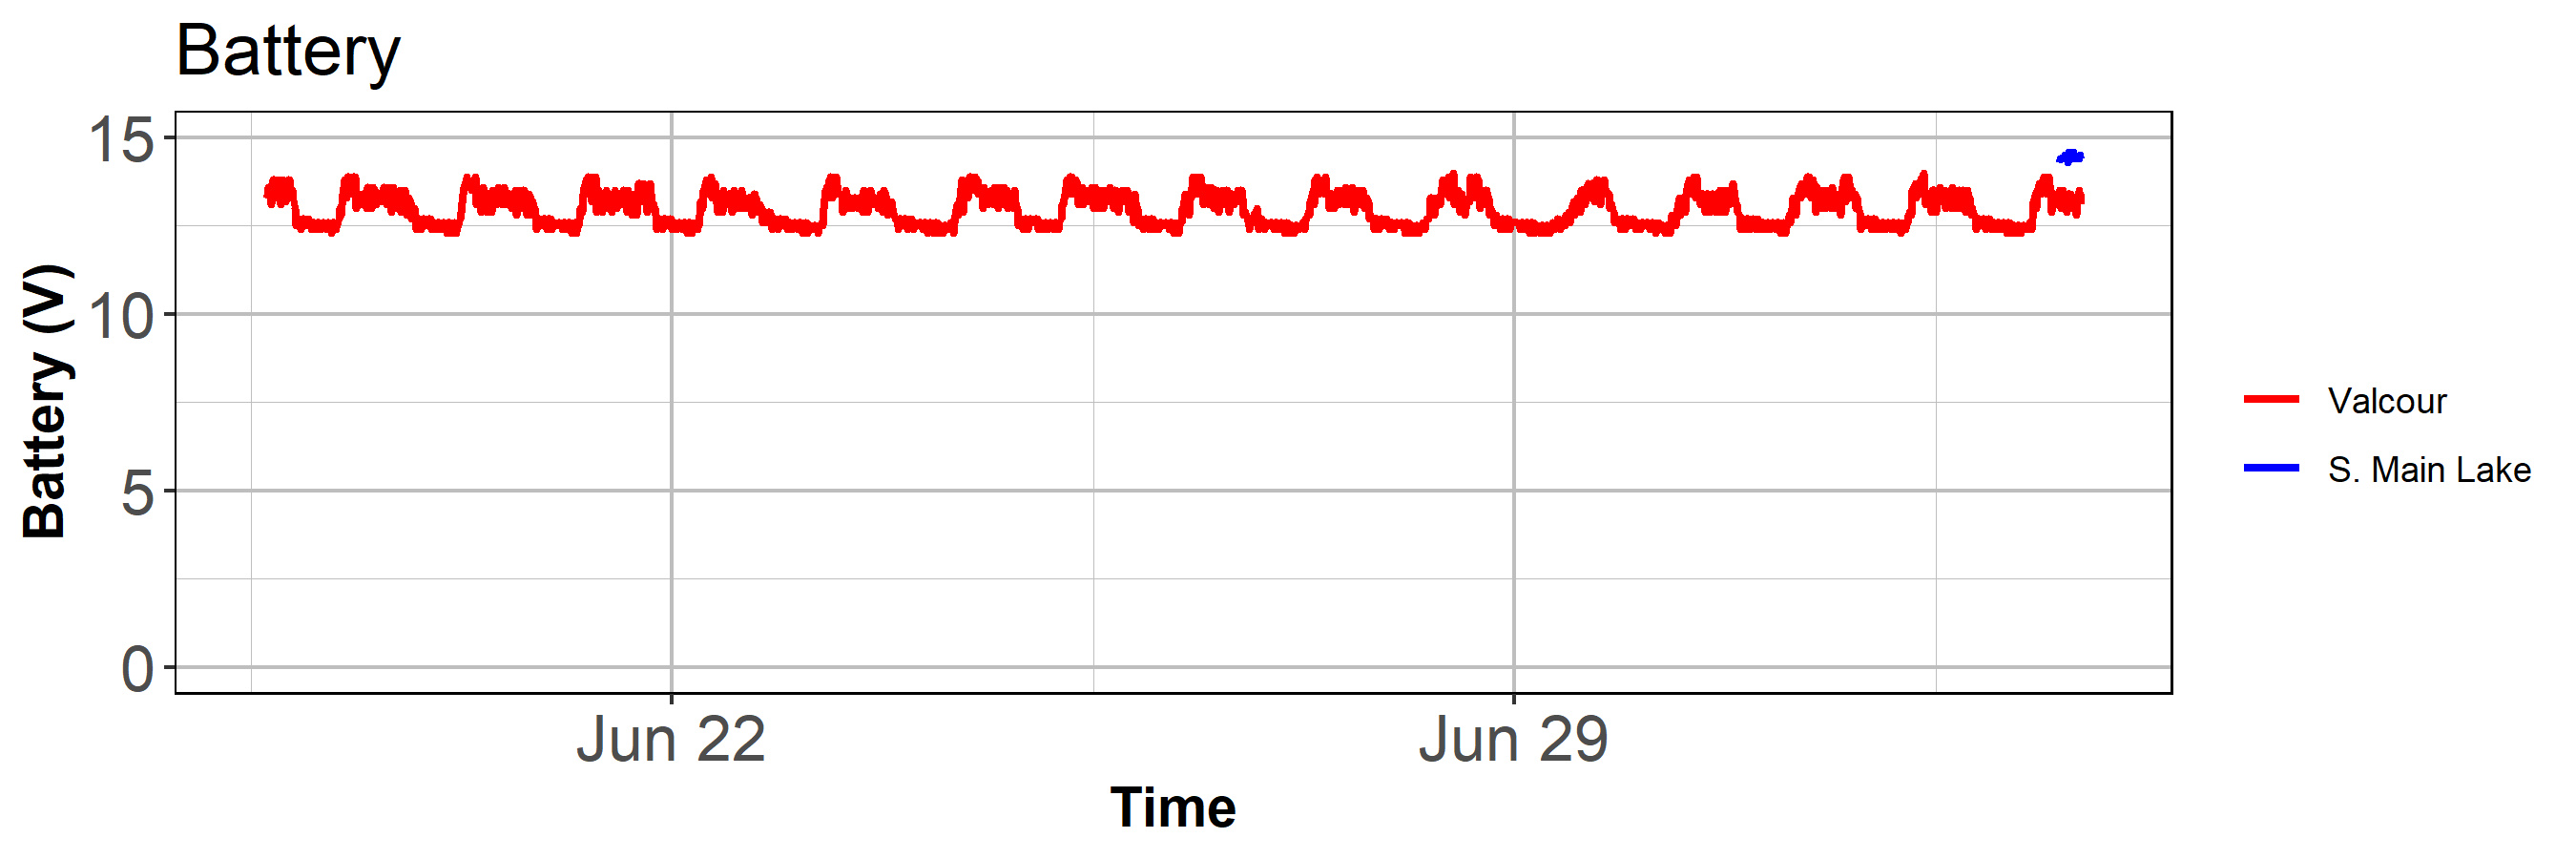 Battery
15
10
5
0
Battery (V)
Jun 22
Jun 29
Time
Valcour
S. Main Lake